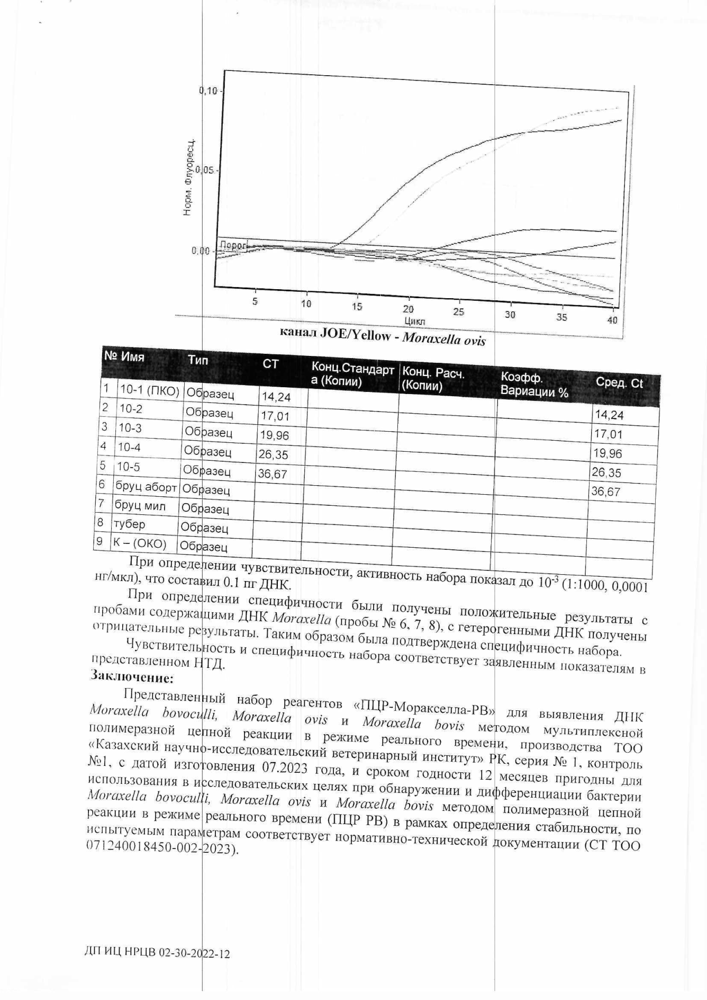 0,10
Норм. Флуоресц.
0,05
0.00
Порог
5 10 15 20 25 30 35 40
Цикл
канал JOE/Yellow - Moraxella ovis
№ Имя Тип СТ Конц.Стандарт а (Копии) Конц. Расч. (Копии) Коэфф. Вариации % Сред. Ct
1 10-1 (ПКО) Образец 14,24 14,24
2 10-2 Образец 17,01 17,01
3 10-3 Образец 19,96 19,96
4 10-4 Образец 26,35 26,35
5 10-5 Образец 36,67 36,67
6 бруц аборт Образец
7 бруц мил Образец
8 тубер Образец
9 К – (ОКО) Образец
При определении чувствительности, активность набора показал до 10-3 (1:1000, 0,0001
нг/мкл), что составил 0.1 пг ДНК.
При определении специфичности были получены положительные результаты с
пробами содержащими ДНК Moraxella (пробы № 6, 7, 8), с гетерогенными ДНК получены
отрицательные результаты. Таким образом была подтверждена специфичность набора.
Чувствительность и специфичность набора соответствует заявленным показателям в
представленном НТД.
Заключение:
Представленный набор реагентов «ПЦР-Моракселла-РВ» для выявления ДНК
Moraxella bovoculli, Moraxella ovis и Moraxella bovis методом мультиплексной
полимеразной цепной реакции в режиме реального времени, производства ТОО
«Казахский научно-исследовательский ветеринарный институт» РК, серия № 1, контроль
№1, с датой изготовления 07.2023 года, и сроком годности 12 месяцев пригодны для
использования в исследовательских целях при обнаружении и дифференциации бактерии
Moraxella bovoculli, Moraxella ovis и Moraxella bovis методом полимеразной цепной
реакции в режиме реального времени (ПЦР РВ) в рамках определения стабильности, по
испытуемым параметрам соответствует нормативно-технической документации (СТ ТОО
071240018450-002-2023).
ДП ИЦ НРЦВ 02-30-2022-12